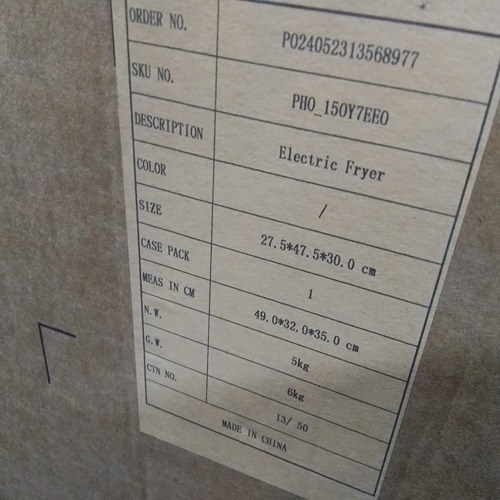 ORDER NO. PO24052313568977
SKU NO. PHO_150Y7EEO
DESCRIPTION Electric Fryer
COLOR /
SIZE 27.5*47.5*30.0 cm
CASE PACK 1
MEAS IN CM 49.0*32.0*35.0 cm
N.W. 5kg
G.W. 6kg
CTN NO. 13/ 50
MADE IN CHINA